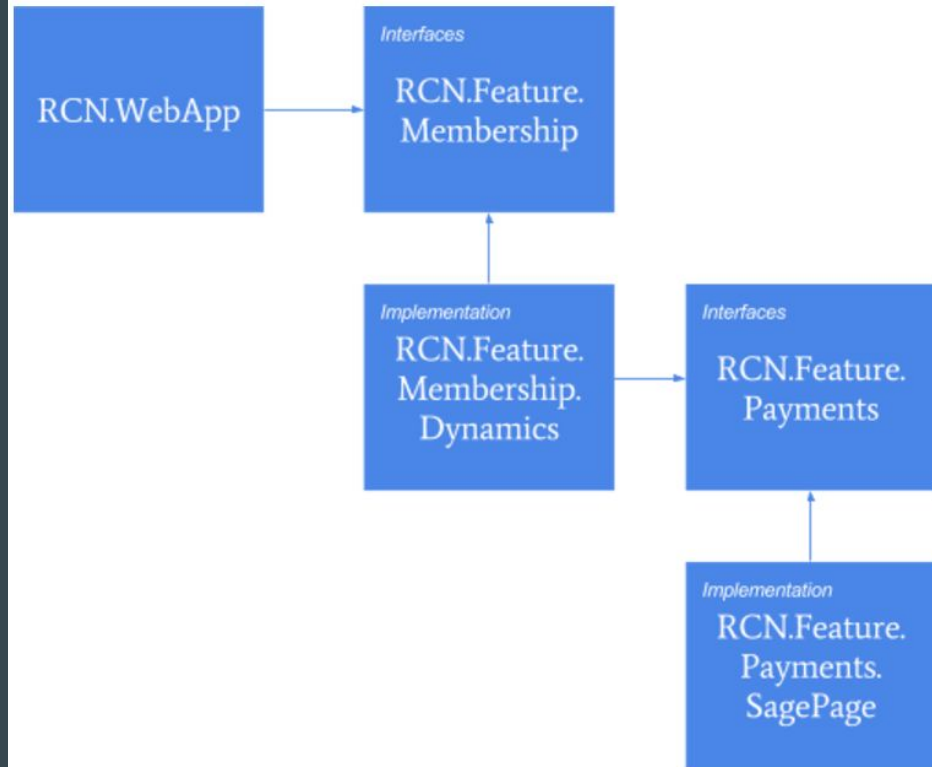 RCN.WebApp
Interfaces
RCN.Feature.
Membership
Implementation
RCN.Feature.
Membership.
Dynamics
Interfaces
RCN.Feature.
Payments
Implementation
RCN.Feature.
Payments.
SagePage